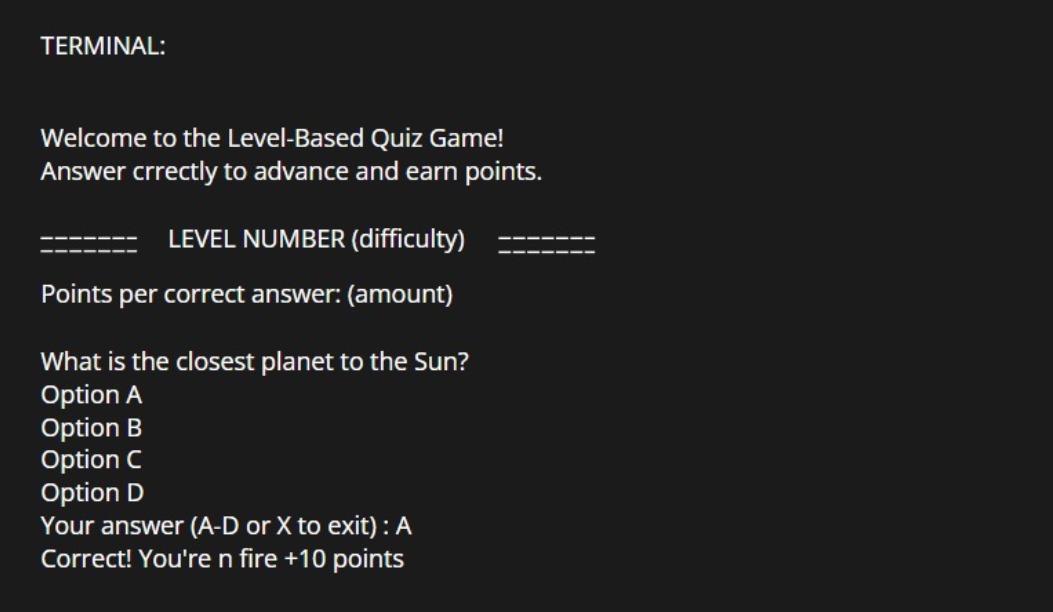 TERMINAL:
Welcome to the Level-Based Quiz Game!
Answer crrectly to advance and earn points.
======= LEVEL NUMBER (difficulty) =======
Points per correct answer: (amount)
What is the closest planet to the Sun?
Option A
Option B
Option C
Option D
Your answer (A-D or X to exit) : A
Correct! You're n fire +10 points